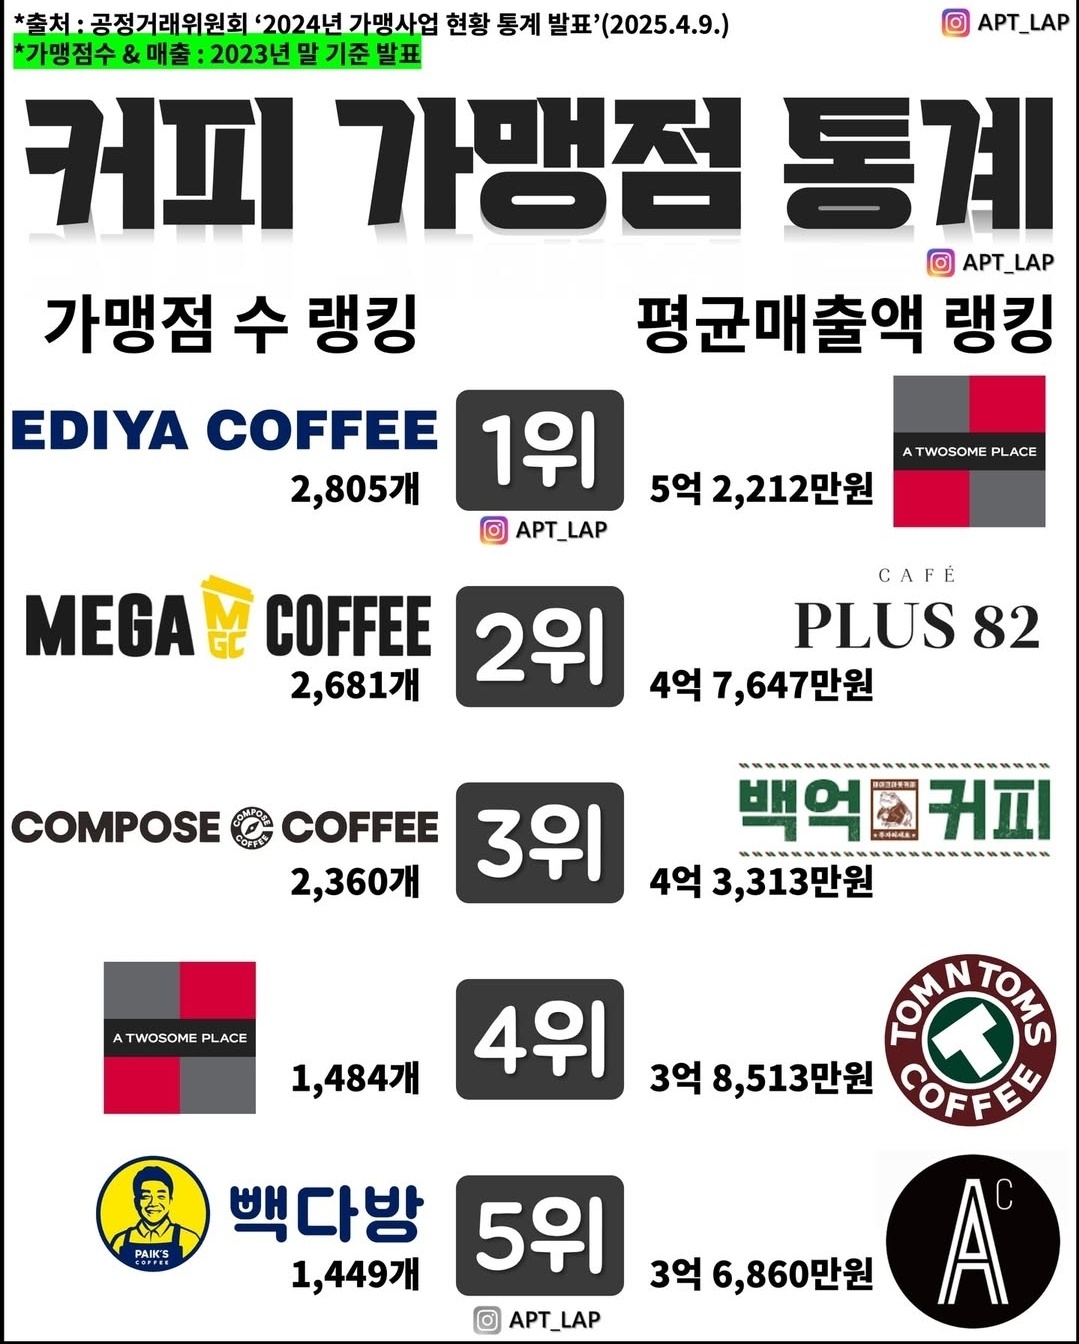 *출처 : 공정거래위원회 ‘2024년 가맹사업 현황 통계 발표’(2025.4.9.)
APT_LAP
*가맹점수 & 매출 : 2023년 말 기준 발표
커피 가맹점 통계
APT_LAP
가맹점 수 랭킹
평균매출액 랭킹
EDIYA COFFEE
2,805개
1위
5억 2,212만원
A TWOSOME PLACE
APT_LAP
MEGA MGC COFFEE
2,681개
2위
CAFÉ
PLUS 82
4억 7,647만원
COMPOSE COMPOSE COFFEE COFFEE
2,360개
3위
백억 커피
4억 3,313만원
A TWOSOME PLACE
1,484개
4위
3억 8,513만원
TOM N TOMS
COFFEE
PAIK'S
COFFEE
빽다방
1,449개
5위
3억 6,860만원
AC
APT_LAP